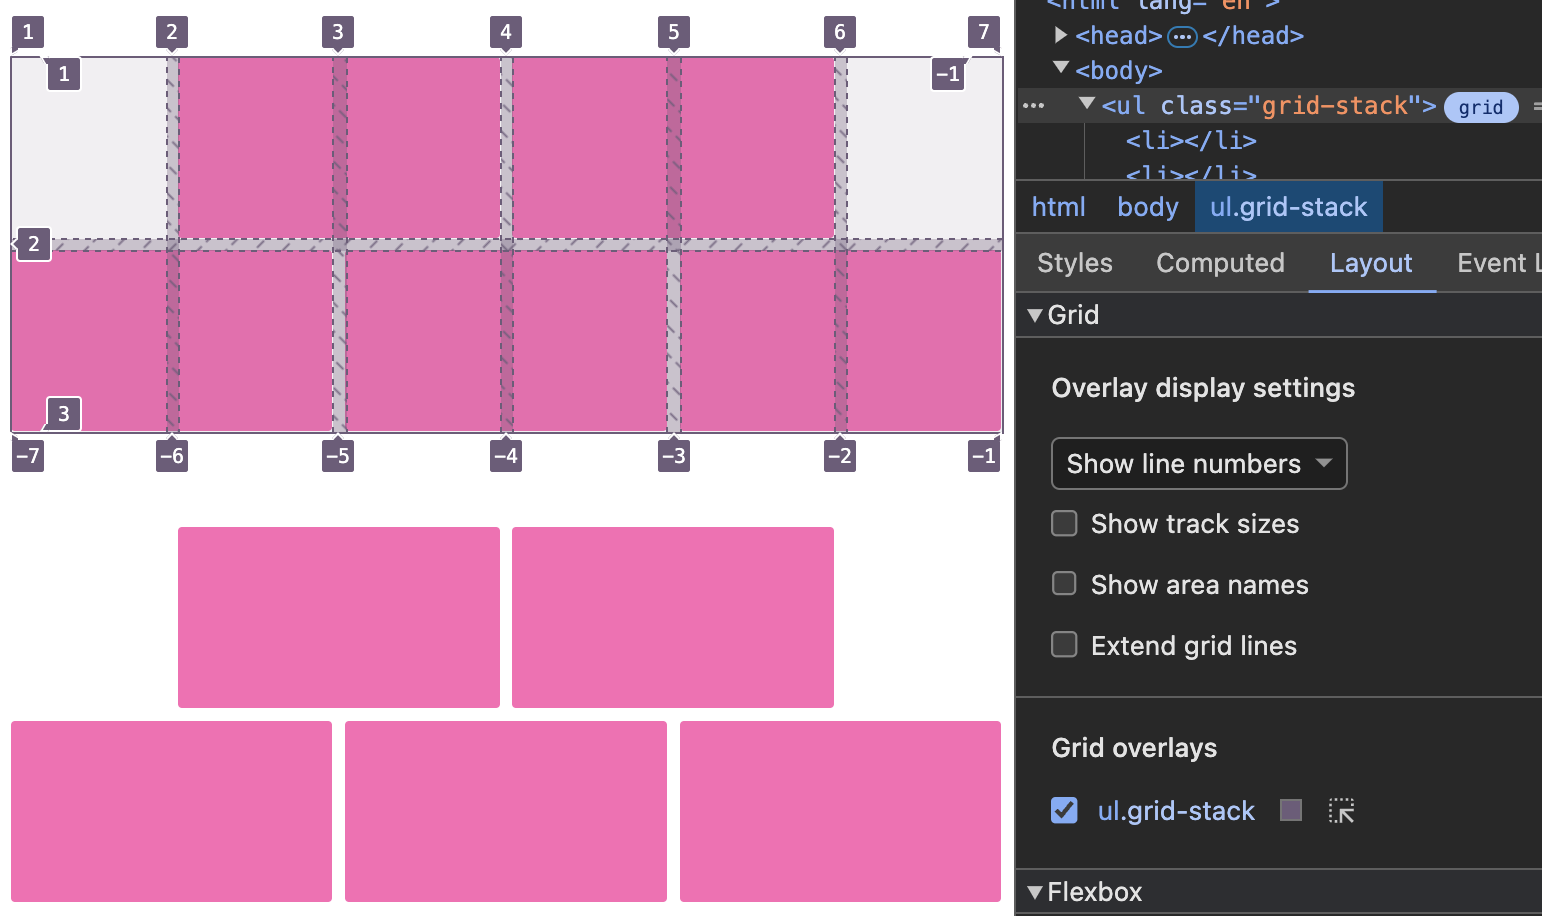 1 2 3 4 5 6 7
1 −1
2
3
−7 −6 −5 −4 −3 −2 −1
<html lang="en">
<head> ••• </head>
<body>
••• <ul class="grid-stack"> grid =
<li></li>
<li></li>
html body ul.grid-stack
Styles Computed Layout Event L
Grid
Overlay display settings
Show line numbers
Show track sizes
Show area names
Extend grid lines
Grid overlays
ul.grid-stack
Flexbox